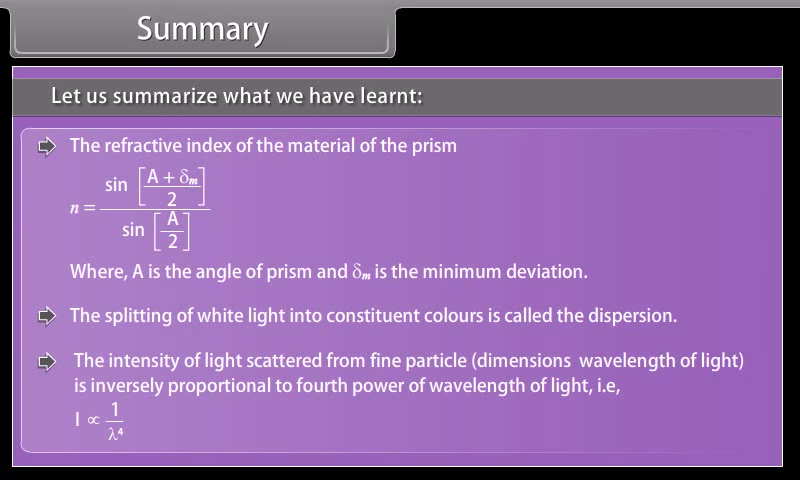 Summary
Let us summarize what we have learnt:
The refractive index of the material of the prism
n = sin [A + δm / 2] / sin [A / 2]
Where, A is the angle of prism and δm is the minimum deviation.
The splitting of white light into constituent colours is called the dispersion.
The intensity of light scattered from fine particle (dimensions wavelength of light)
is inversely proportional to fourth power of wavelength of light, i.e,
I ∝ 1 / λ⁴